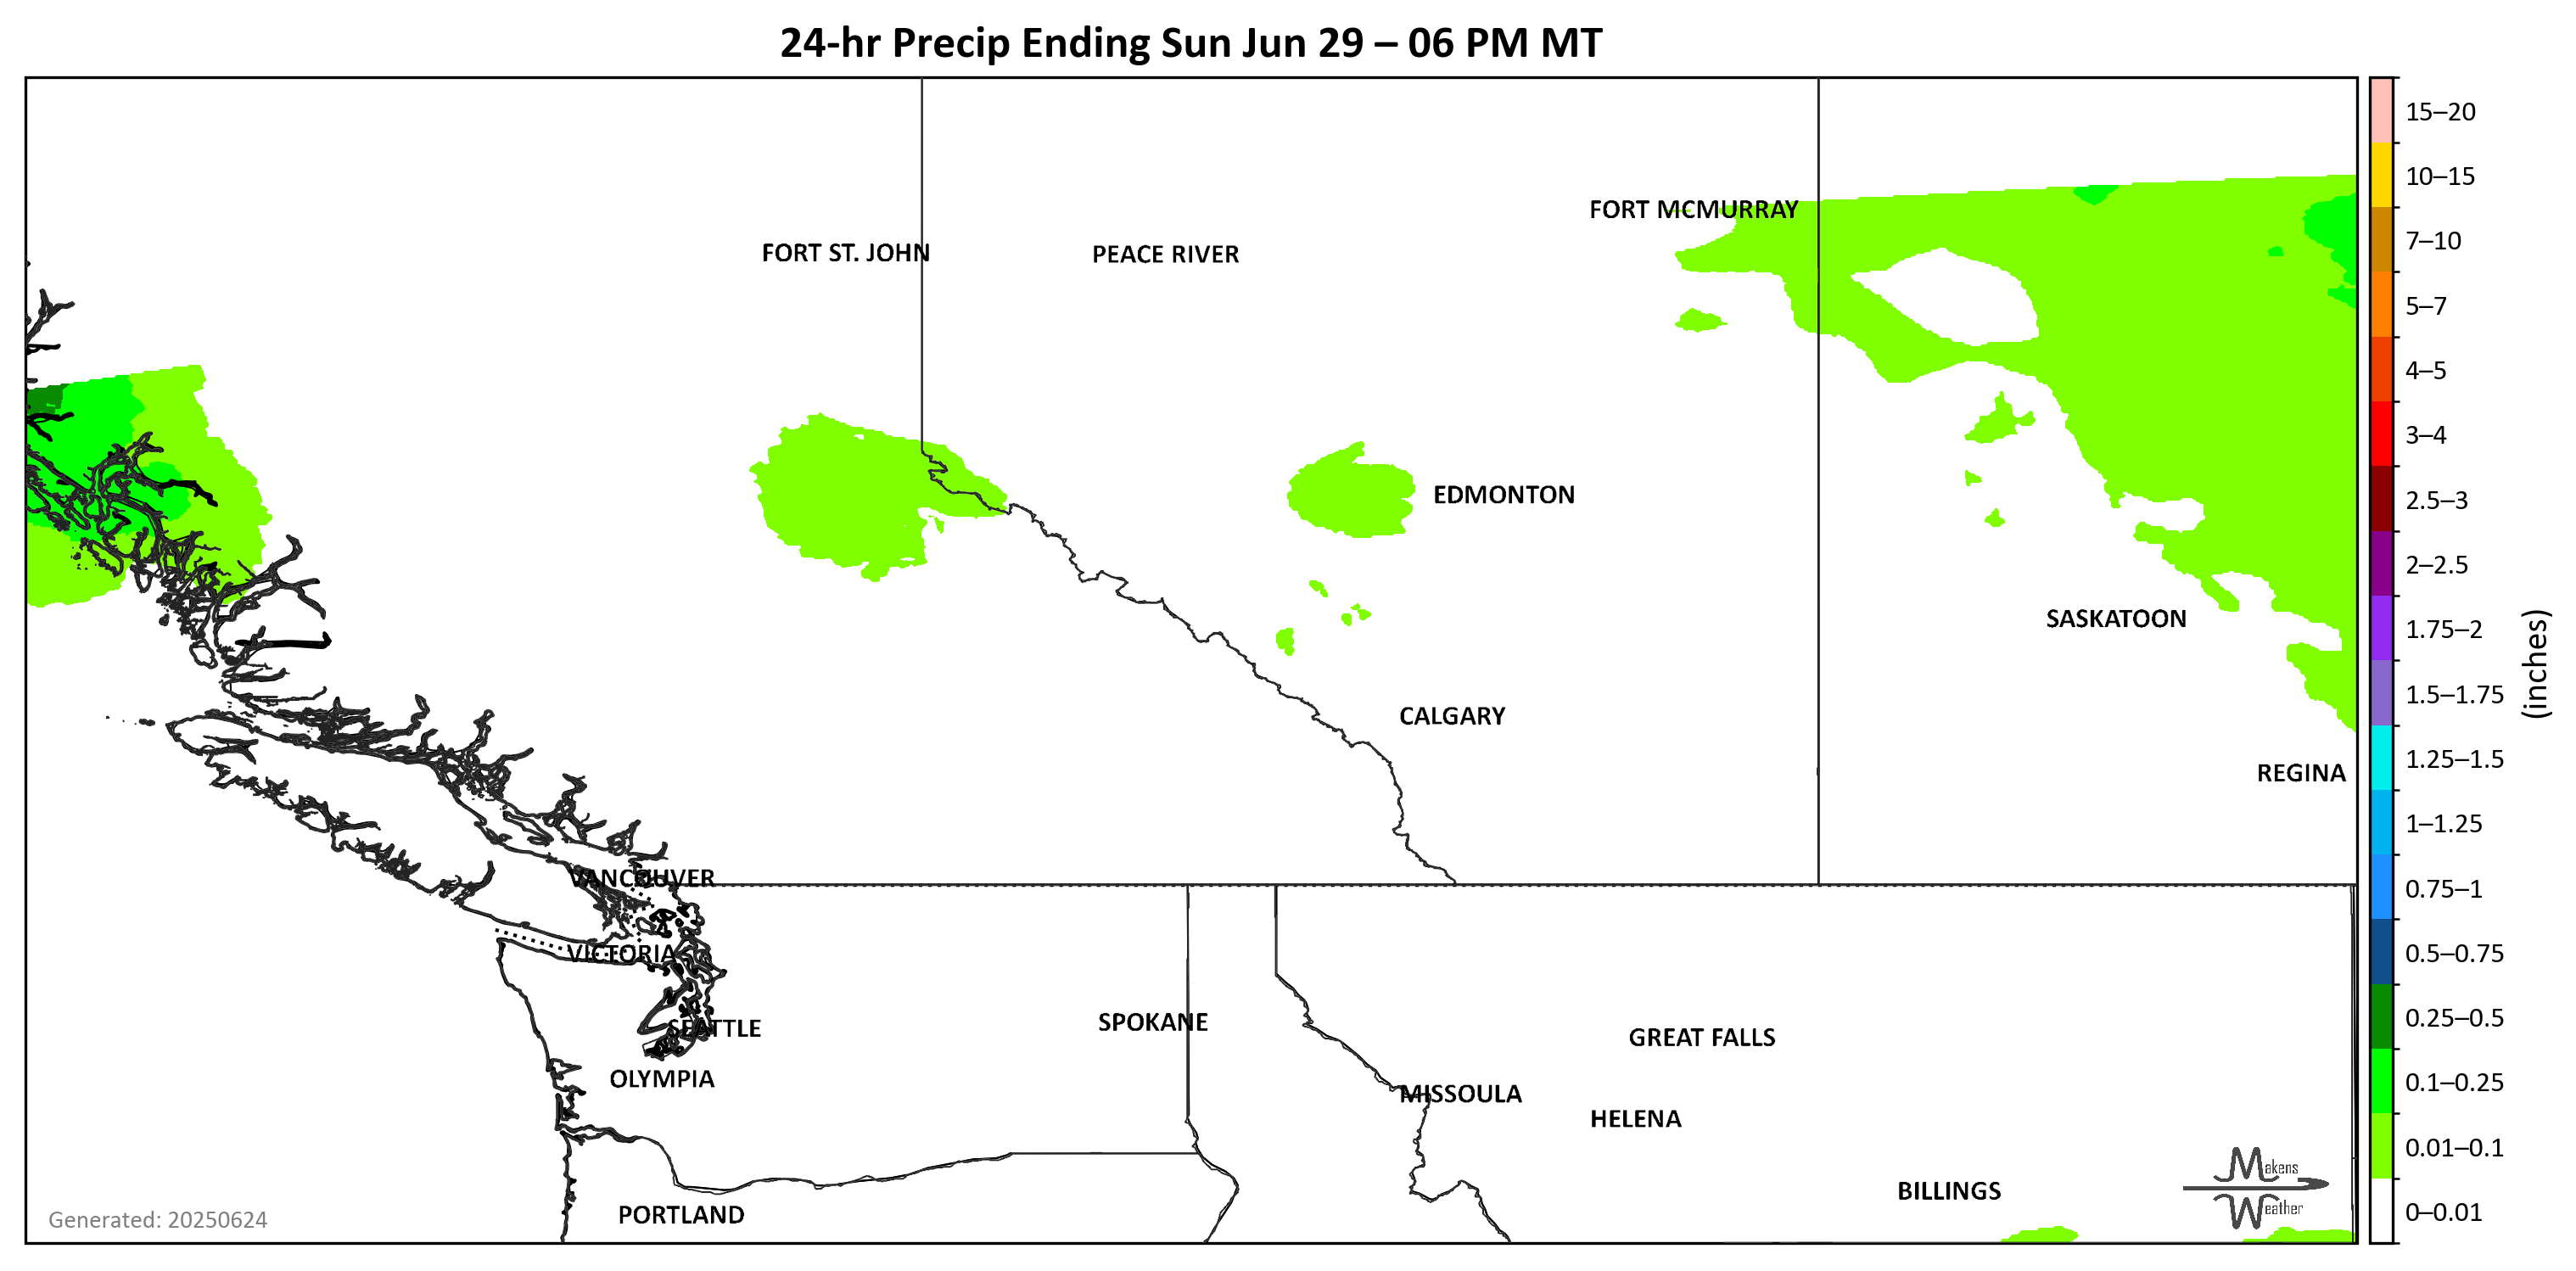 24-hr Precip Ending Sun Jun 29 – 06 PM MT
15–20
10–15
7–10
5–7
4–5
3–4
2.5–3
2–2.5
1.75–2
1.5–1.75
1.25–1.5
1–1.25
0.75–1
0.5–0.75
0.25–0.5
0.1–0.25
0.01–0.1
0–0.01
(inches)
FORT MCMURRAY
FORT ST. JOHN
PEACE RIVER
EDMONTON
SASKATOON
CALGARY
REGINA
VANCOUVER
VICTORIA
SPOKANE
SEATTLE
GREAT FALLS
OLYMPIA
MISSOULA
HELENA
BILLINGS
PORTLAND
Makens
Weather
Generated: 20250624